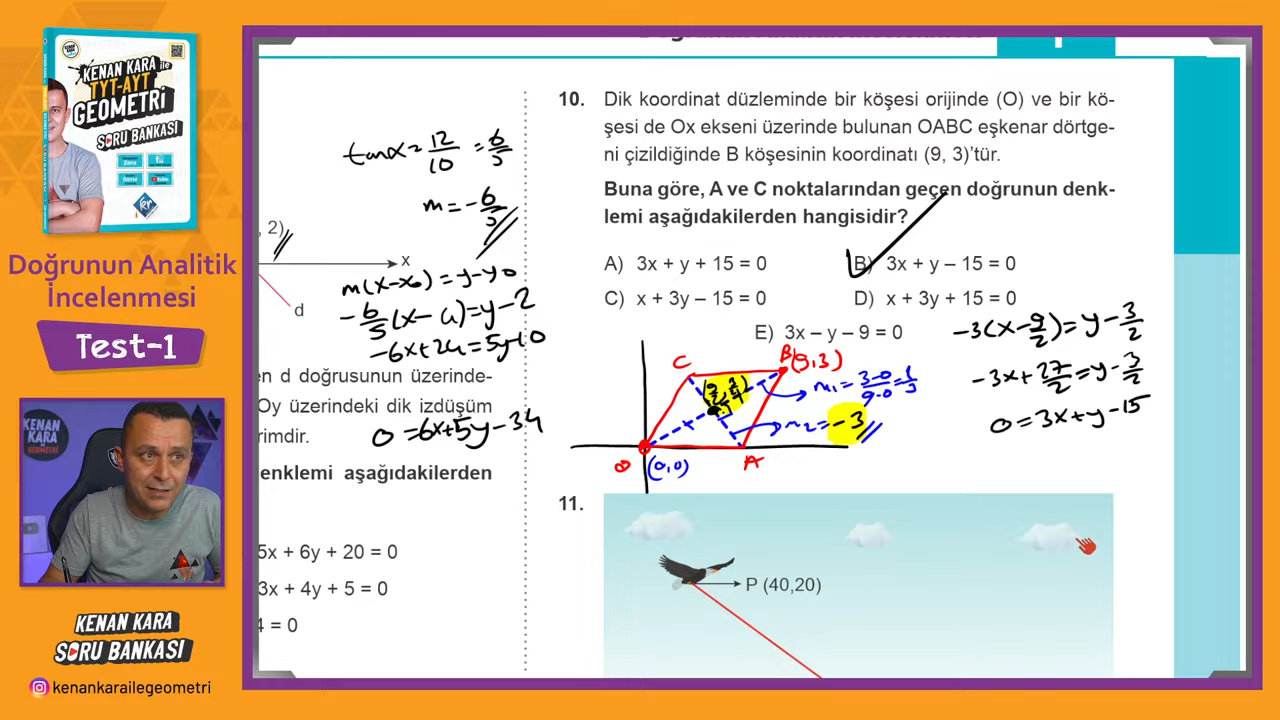 KENAN KARA ile
TYT-AYT
GEOMETRİ
SORU BANKASI
Doğrunun Analitik
İncelenmesi
Test-1
KENAN KARA
SORU BANKASI
kenankarailegeometri
tanα = 12/10 = 6/5
m = -6/5
, 2)
x
d
m(x-x0) = y-y0
-6/5(x-4) = y-2
-6x+24 = 5y-10
en d doğrusunun üzerinde-
Oy üzerindeki dik izdüşüm
irimdir.
0 = 6x+5y-34
denklemi aşağıdakilerden
5x + 6y + 20 = 0
3x + 4y + 5 = 0
4 = 0
10. Dik koordinat düzleminde bir köşesi orijinde (O) ve bir kö-
şesi de Ox ekseni üzerinde bulunan OABC eşkenar dörtge-
ni çizildiğinde B köşesinin koordinatı (9, 3)'tür.
Buna göre, A ve C noktalarından geçen doğrunun denk-
lemi aşağıdakilerden hangisidir?
A) 3x + y + 15 = 0
B) 3x + y – 15 = 0
C) x + 3y – 15 = 0
D) x + 3y + 15 = 0
E) 3x – y – 9 = 0
C
B(9,3)
m1 = 3-0/9-0 = 1/3
m2 = -3
O
(0,0)
A
-3(x-9/2) = y-3/2
-3x+27/2 = y-3/2
0 = 3x+y-15
11.
P (40,20)